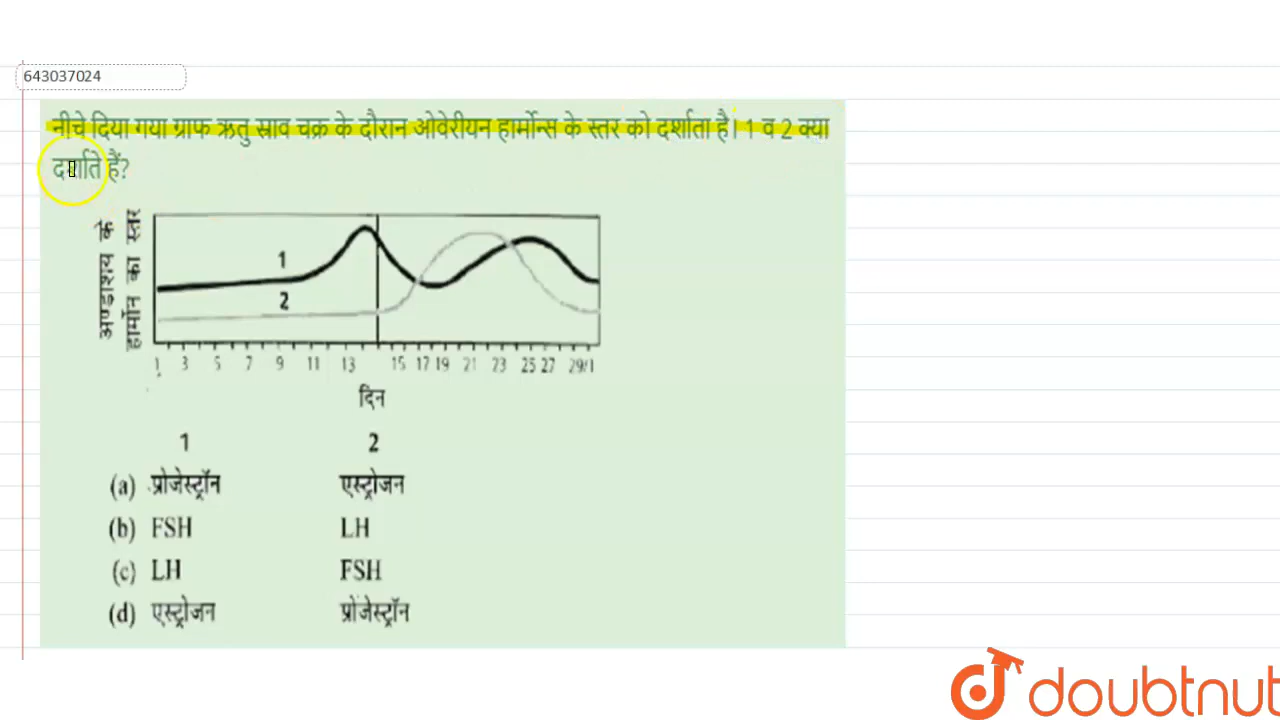 643037024
नीचे दिया गया ग्राफ ऋतु स्राव चक्र के दौरान ओवेरीयन हार्मोन्स के स्तर को दर्शाता है। 1 व 2 क्या
दर्शाते हैं?
अण्डाशय के
हार्मोन का स्तर
1
2
1 3 5 7 9 11 13 15 17 19 21 23 25 27 29/1
दिन
1 2
(a) प्रोजेस्ट्रॉन एस्ट्रोजन
(b) FSH LH
(c) LH FSH
(d) एस्ट्रोजन प्रोजेस्ट्रॉन
doubtnut